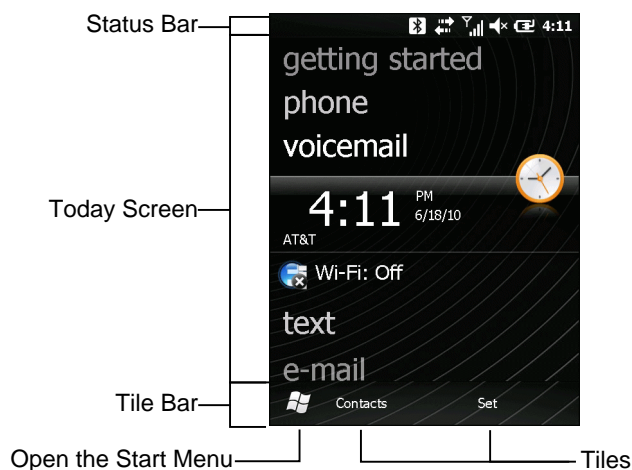 Status Bar
4:11
getting started
phone
voicemail
Today Screen
4:11 PM
6/18/10
AT&T
Wi-Fi: Off
text
e-mail
Tile Bar
Contacts Set
Open the Start Menu Tiles